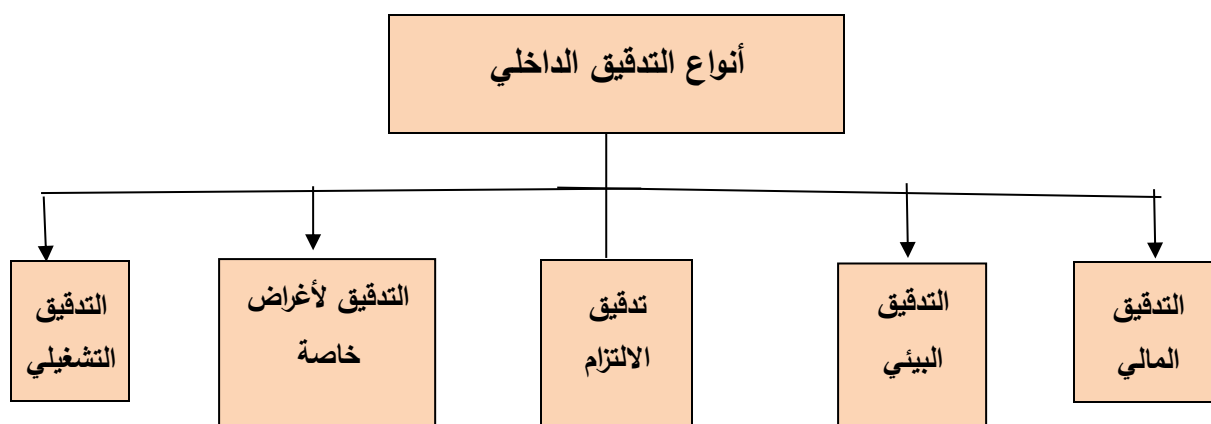 أنواع التدقيق الداخلي
التدقيق
المالي
التدقيق
البيئي
تدقيق
الالتزام
التدقيق لأغراض
خاصة
التدقيق
التشغيلي